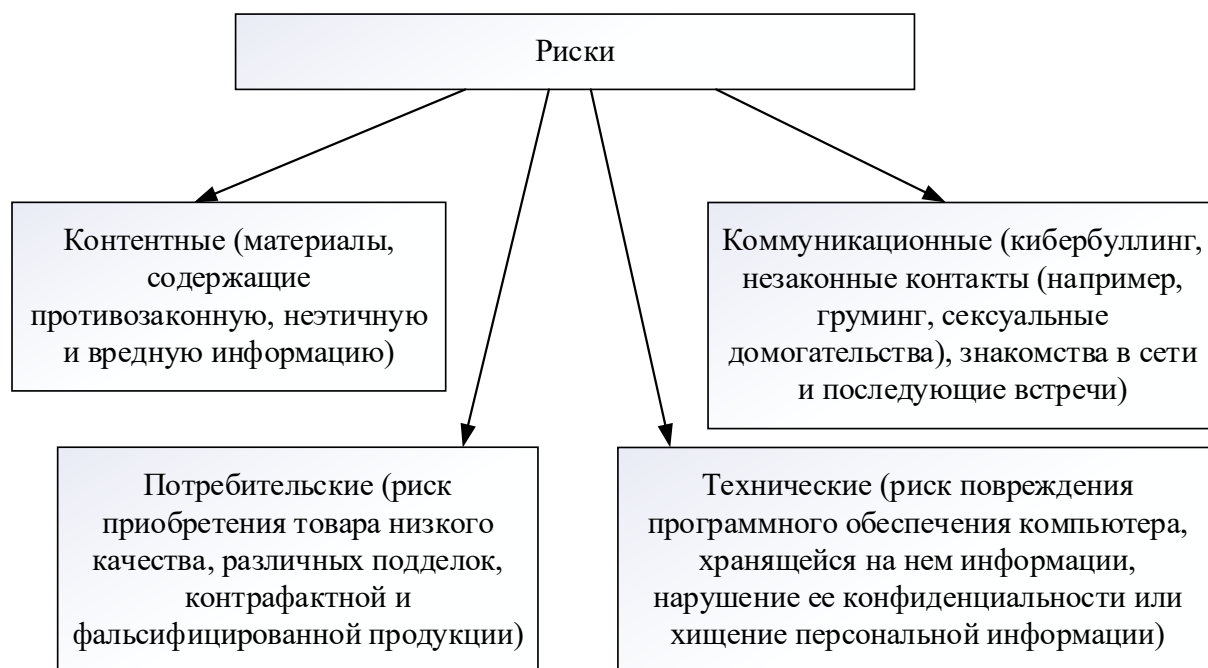 Риски
Контентные (материалы,
содержащие
противозаконную, неэтичную
и вредную информацию)
Коммуникационные (кибербуллинг,
незаконные контакты (например,
груминг, сексуальные
домогательства), знакомства в сети
и последующие встречи)
Потребительские (риск
приобретения товара низкого
качества, различных подделок,
контрафактной и
фальсифицированной продукции)
Технические (риск повреждения
программного обеспечения компьютера,
хранящейся на нем информации,
нарушение ее конфиденциальности или
хищение персональной информации)